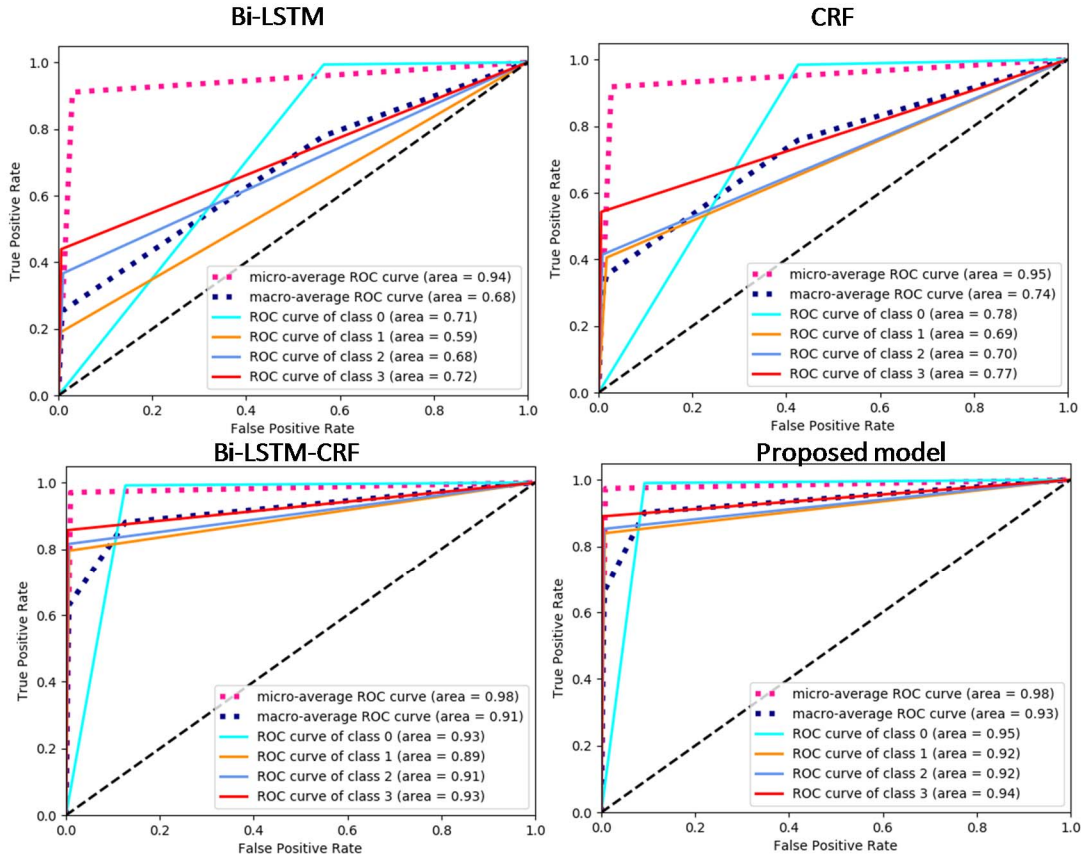 Bi-LSTM
1.0
0.8
0.6
0.4
0.2
0.0
True Positive Rate
micro-average ROC curve (area = 0.94)
macro-average ROC curve (area = 0.68)
ROC curve of class 0 (area = 0.71)
ROC curve of class 1 (area = 0.59)
ROC curve of class 2 (area = 0.68)
ROC curve of class 3 (area = 0.72)
0.0 0.2 0.4 0.6 0.8 1.0
False Positive Rate
CRF
1.0
0.8
0.6
0.4
0.2
0.0
True Positive Rate
micro-average ROC curve (area = 0.95)
macro-average ROC curve (area = 0.74)
ROC curve of class 0 (area = 0.78)
ROC curve of class 1 (area = 0.69)
ROC curve of class 2 (area = 0.70)
ROC curve of class 3 (area = 0.77)
0.0 0.2 0.4 0.6 0.8 1.0
False Positive Rate
Bi-LSTM-CRF
1.0
0.8
0.6
0.4
0.2
0.0
True Positive Rate
micro-average ROC curve (area = 0.98)
macro-average ROC curve (area = 0.91)
ROC curve of class 0 (area = 0.93)
ROC curve of class 1 (area = 0.89)
ROC curve of class 2 (area = 0.91)
ROC curve of class 3 (area = 0.93)
0.0 0.2 0.4 0.6 0.8 1.0
False Positive Rate
Proposed model
1.0
0.8
0.6
0.4
0.2
0.0
True Positive Rate
micro-average ROC curve (area = 0.98)
macro-average ROC curve (area = 0.93)
ROC curve of class 0 (area = 0.95)
ROC curve of class 1 (area = 0.92)
ROC curve of class 2 (area = 0.92)
ROC curve of class 3 (area = 0.94)
0.0 0.2 0.4 0.6 0.8 1.0
False Positive Rate